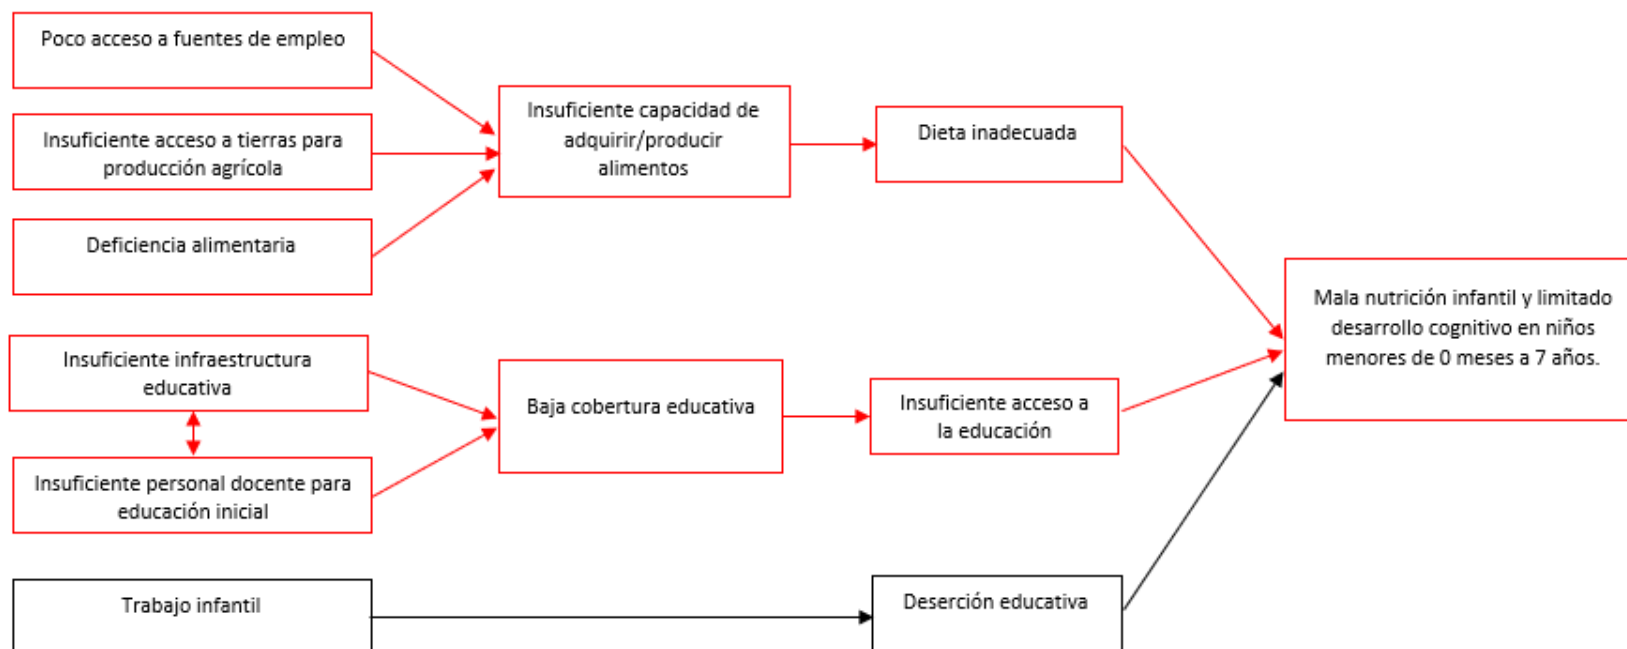 Poco acceso a fuentes de empleo
Insuficiente acceso a tierras para
producción agrícola
Deficiencia alimentaria
Insuficiente capacidad de
adquirir/producir
alimentos
Dieta inadecuada
Insuficiente infraestructura
educativa
Insuficiente personal docente para
educación inicial
Baja cobertura educativa
Insuficiente acceso a
la educación
Trabajo infantil
Deserción educativa
Mala nutrición infantil y limitado
desarrollo cognitivo en niños
menores de 0 meses a 7 años.